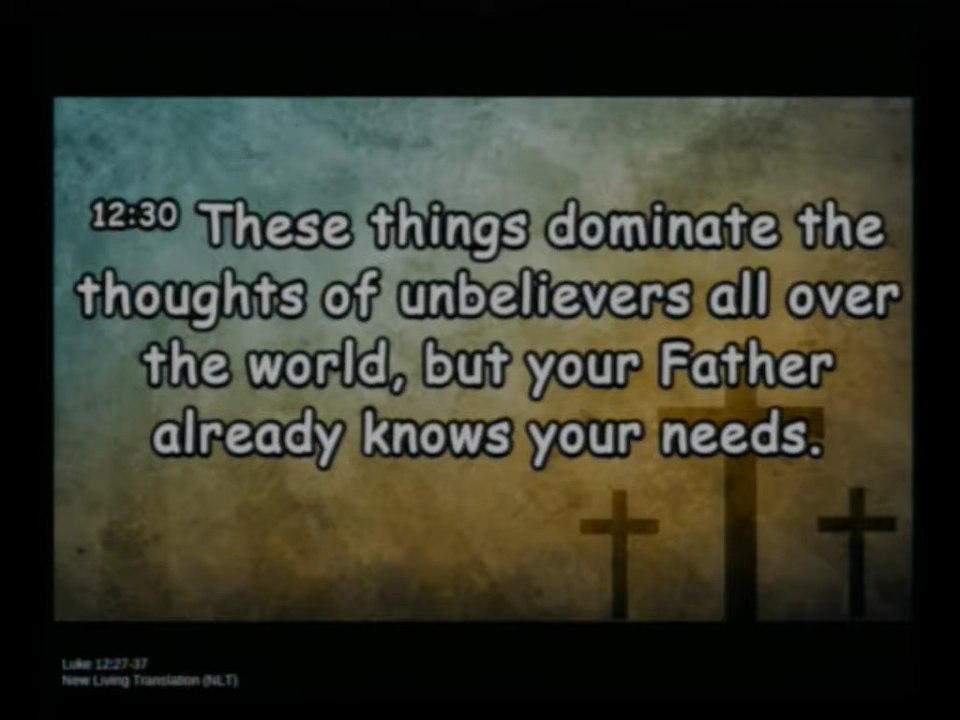 12:30 These things dominate the
thoughts of unbelievers all over
the world, but your Father
already knows your needs.
Luke 12:27-37
New Living Translation (NLT)